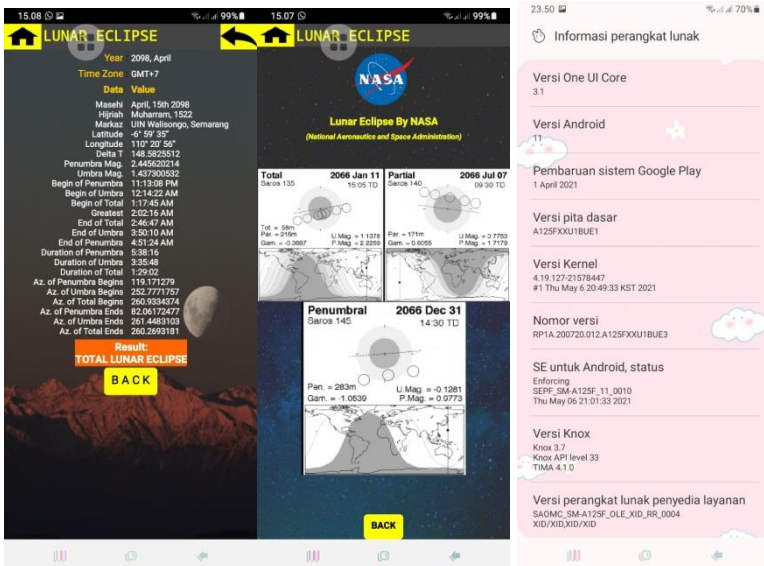 15.08 99%
LUNAR ECLIPSE
Year 2098, April
Time Zone GMT+7
Data Value
Masehi April, 15th 2098
Hijriah Muharram, 1522
Markaz UIN Walisongo, Semarang
Latitude -6° 59' 35"
Longitude 110° 20' 56"
Delta T 148.5825512
Penumbra Mag. 2.445620214
Umbra Mag. 1.437300532
Begin of Penumbra 11:13:08 PM
Begin of Umbra 12:14:22 AM
Begin of Total 1:17:45 AM
Greatest 2:02:16 AM
End of Total 2:46:47 AM
End of Umbra 3:50:10 AM
End of Penumbra 4:51:24 AM
Duration of Penumbra 5:38:16
Duration of Umbra 3:35:48
Duration of Total 1:29:02
Az. of Penumbra Begins 119.171279
Az. of Umbra Begins 252.7771757
Az. of Total Begins 260.9334374
Az. of Penumbra Ends 82.06172477
Az. of Umbra Ends 261.4483103
Az. of Total Ends 260.2693181
Result:
TOTAL LUNAR ECLIPSE
BACK
15.07 99%
LUNAR ECLIPSE
NASA
Lunar Eclipse By NASA
(National Aeronautics and Space Administration)
Total 2066 Jan 11
Saros 135 15:05 TD
Tot. = 58m
Par. = 215m U.Mag. = 1.1378
Gam. = -0.3687 P.Mag. = 2.2259
Partial 2066 Jul 07
Saros 140 09:30 TD
Par. = 171m U.Mag. = 0.7753
Gam. = 0.6055 P.Mag. = 1.7179
Penumbral 2066 Dec 31
Saros 145 14:30 TD
Pen. = 283m U.Mag. = -0.1281
Gam. = -1.0539 P.Mag. = 0.9773
BACK
23.50 70%
Informasi perangkat lunak
Versi One UI Core
3.1
Versi Android
11
Pembaruan sistem Google Play
1 April 2021
Versi pita dasar
A125FXXU1BUE1
Versi Kernel
4.19.127-21578447
#1 Thu May 6 20:49:33 KST 2021
Nomor versi
RP1A.200720.012.A125FXXU1BUE3
SE untuk Android, status
Enforcing
SEPF_SM-A125F_11_0010
Thu May 06 21:01:33 2021
Versi Knox
Knox 3.7
Knox API level 33
TIMA 4.1.0
Versi perangkat lunak penyedia layanan
SAOMC_SM-A125F_OLE_XID_RR_0004
XID/XID,XID/XID